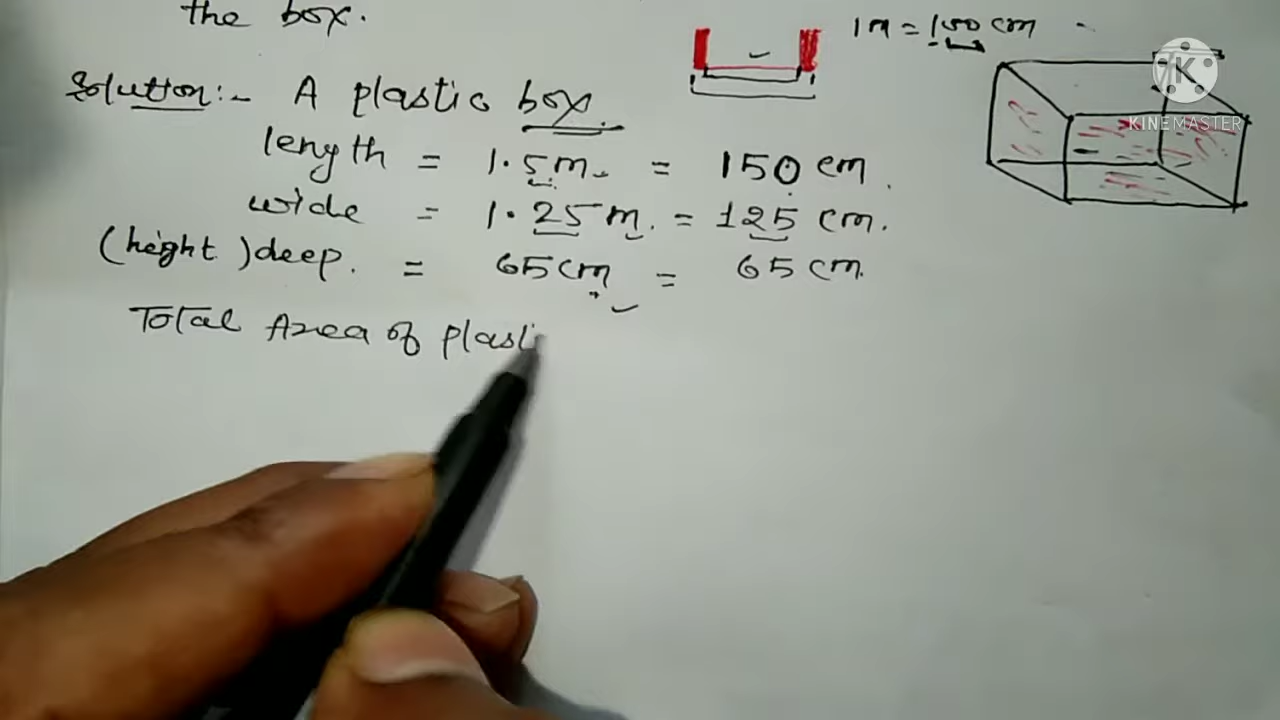 the box.
1m = 100 cm
Solution:- A plastic box.
length = 1.5m = 150 cm.
wide = 1.25 m. = 125 cm.
(height) deep. = 65cm = 65 cm.
Total Area of plasti
K
KINEMASTER